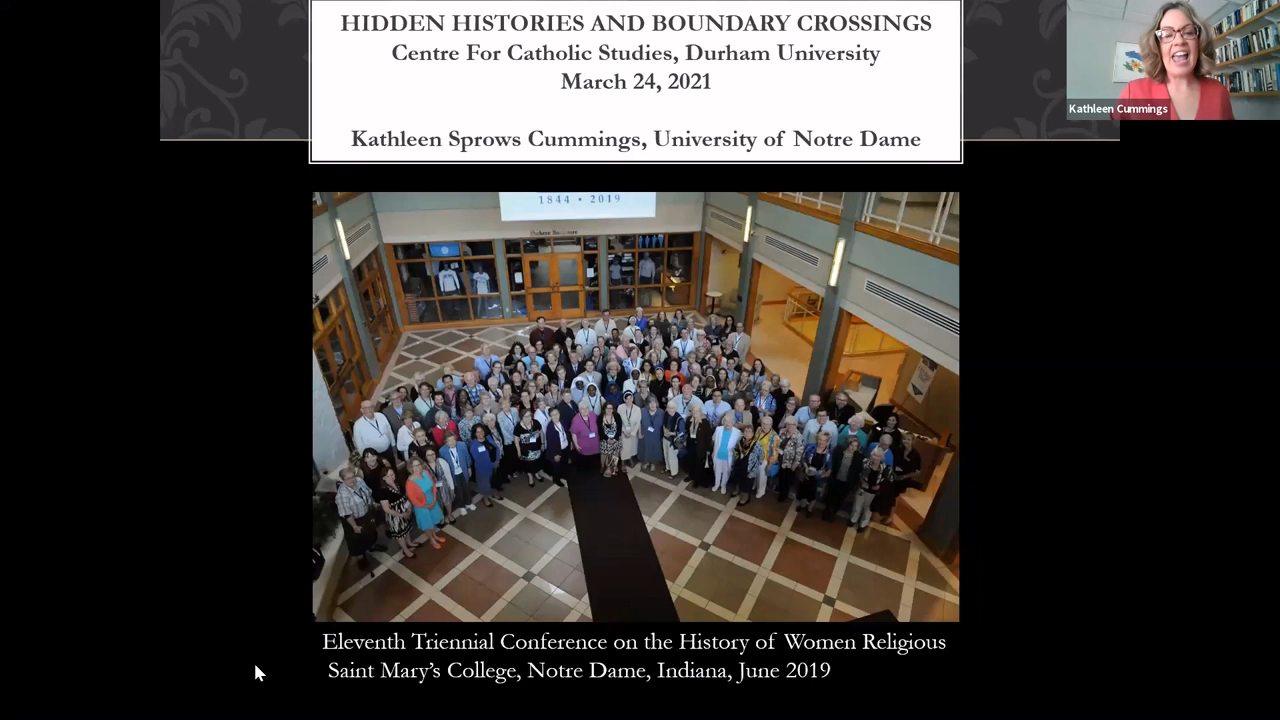 HIDDEN HISTORIES AND BOUNDARY CROSSINGS
Centre For Catholic Studies, Durham University
March 24, 2021
Kathleen Sprows Cummings, University of Notre Dame
Kathleen Cummings
1844 • 2019
Eleventh Triennial Conference on the History of Women Religious
Saint Mary's College, Notre Dame, Indiana, June 2019